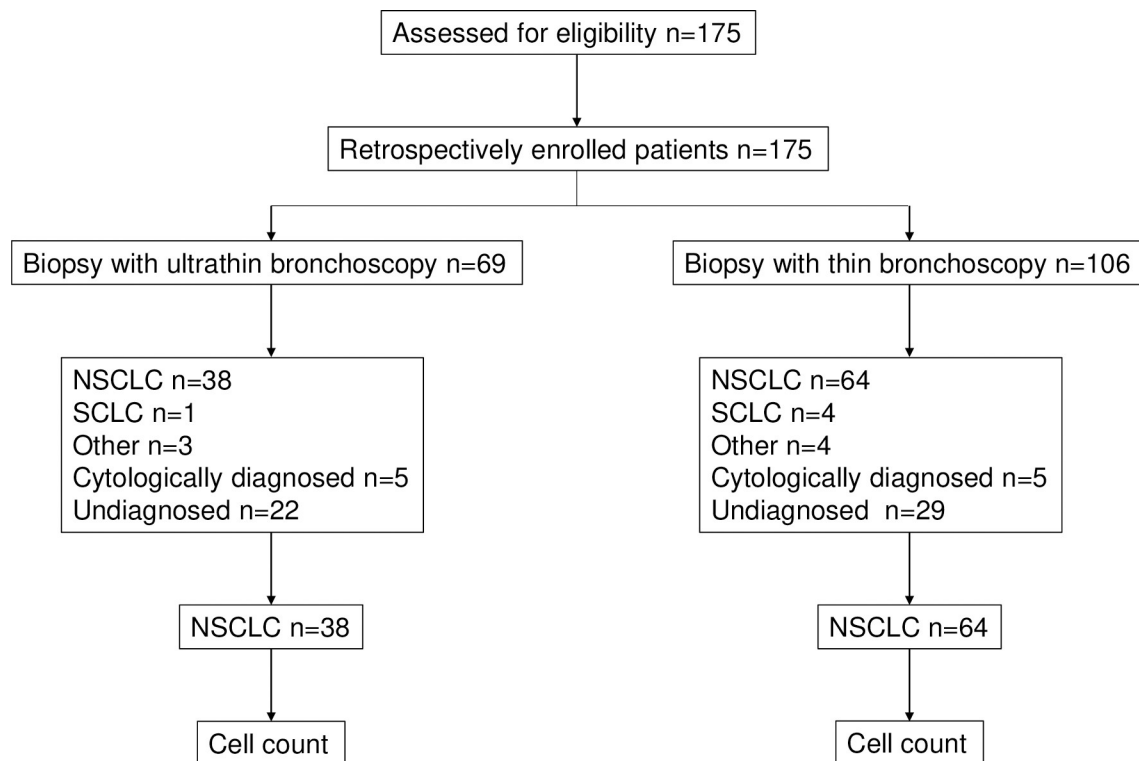 Assessed for eligibility n=175
Retrospectively enrolled patients n=175
Biopsy with ultrathin bronchoscopy n=69
Biopsy with thin bronchoscopy n=106
NSCLC n=38
SCLC n=1
Other n=3
Cytologically diagnosed n=5
Undiagnosed n=22
NSCLC n=64
SCLC n=4
Other n=4
Cytologically diagnosed n=5
Undiagnosed  n=29
NSCLC n=38
NSCLC n=64
Cell count
Cell count